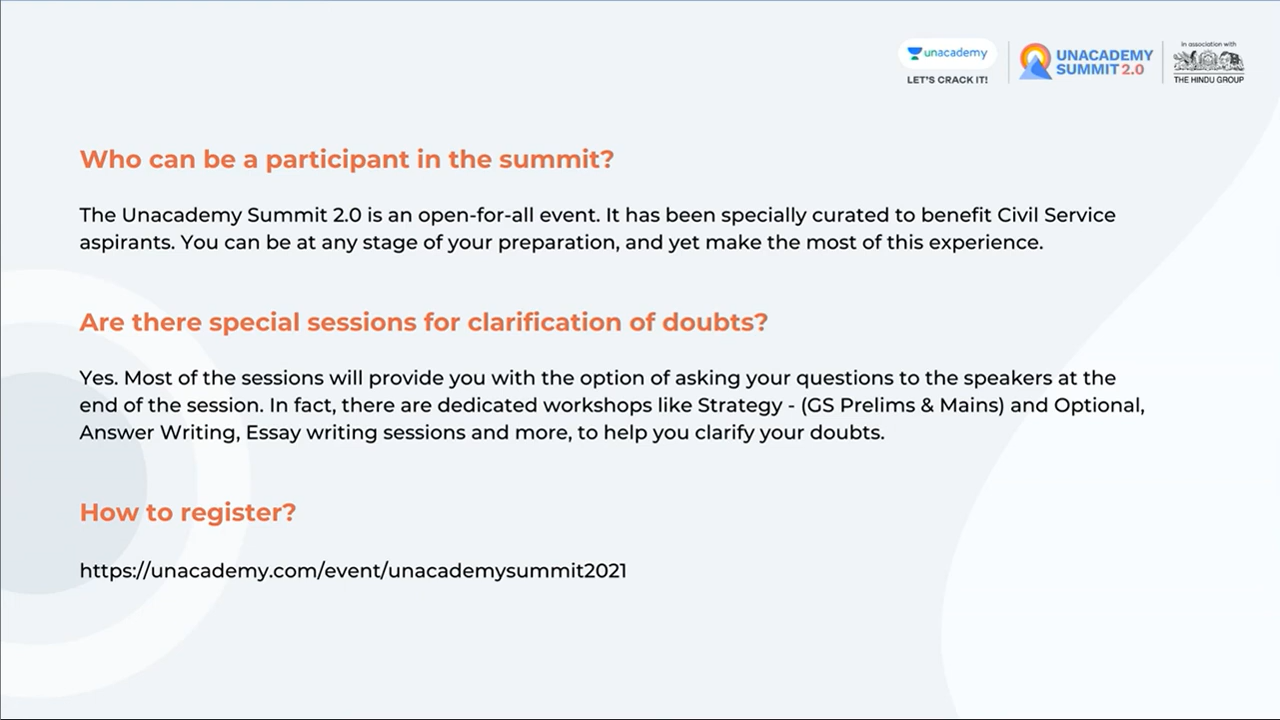 unacademy
LET'S CRACK IT!
UNACADEMY
SUMMIT 2.0
In association with
THE HINDU GROUP
Who can be a participant in the summit?
The Unacademy Summit 2.0 is an open-for-all event. It has been specially curated to benefit Civil Service
aspirants. You can be at any stage of your preparation, and yet make the most of this experience.
Are there special sessions for clarification of doubts?
Yes. Most of the sessions will provide you with the option of asking your questions to the speakers at the
end of the session. In fact, there are dedicated workshops like Strategy - (GS Prelims & Mains) and Optional,
Answer Writing, Essay writing sessions and more, to help you clarify your doubts.
How to register?
https://unacademy.com/event/unacademysummit2021